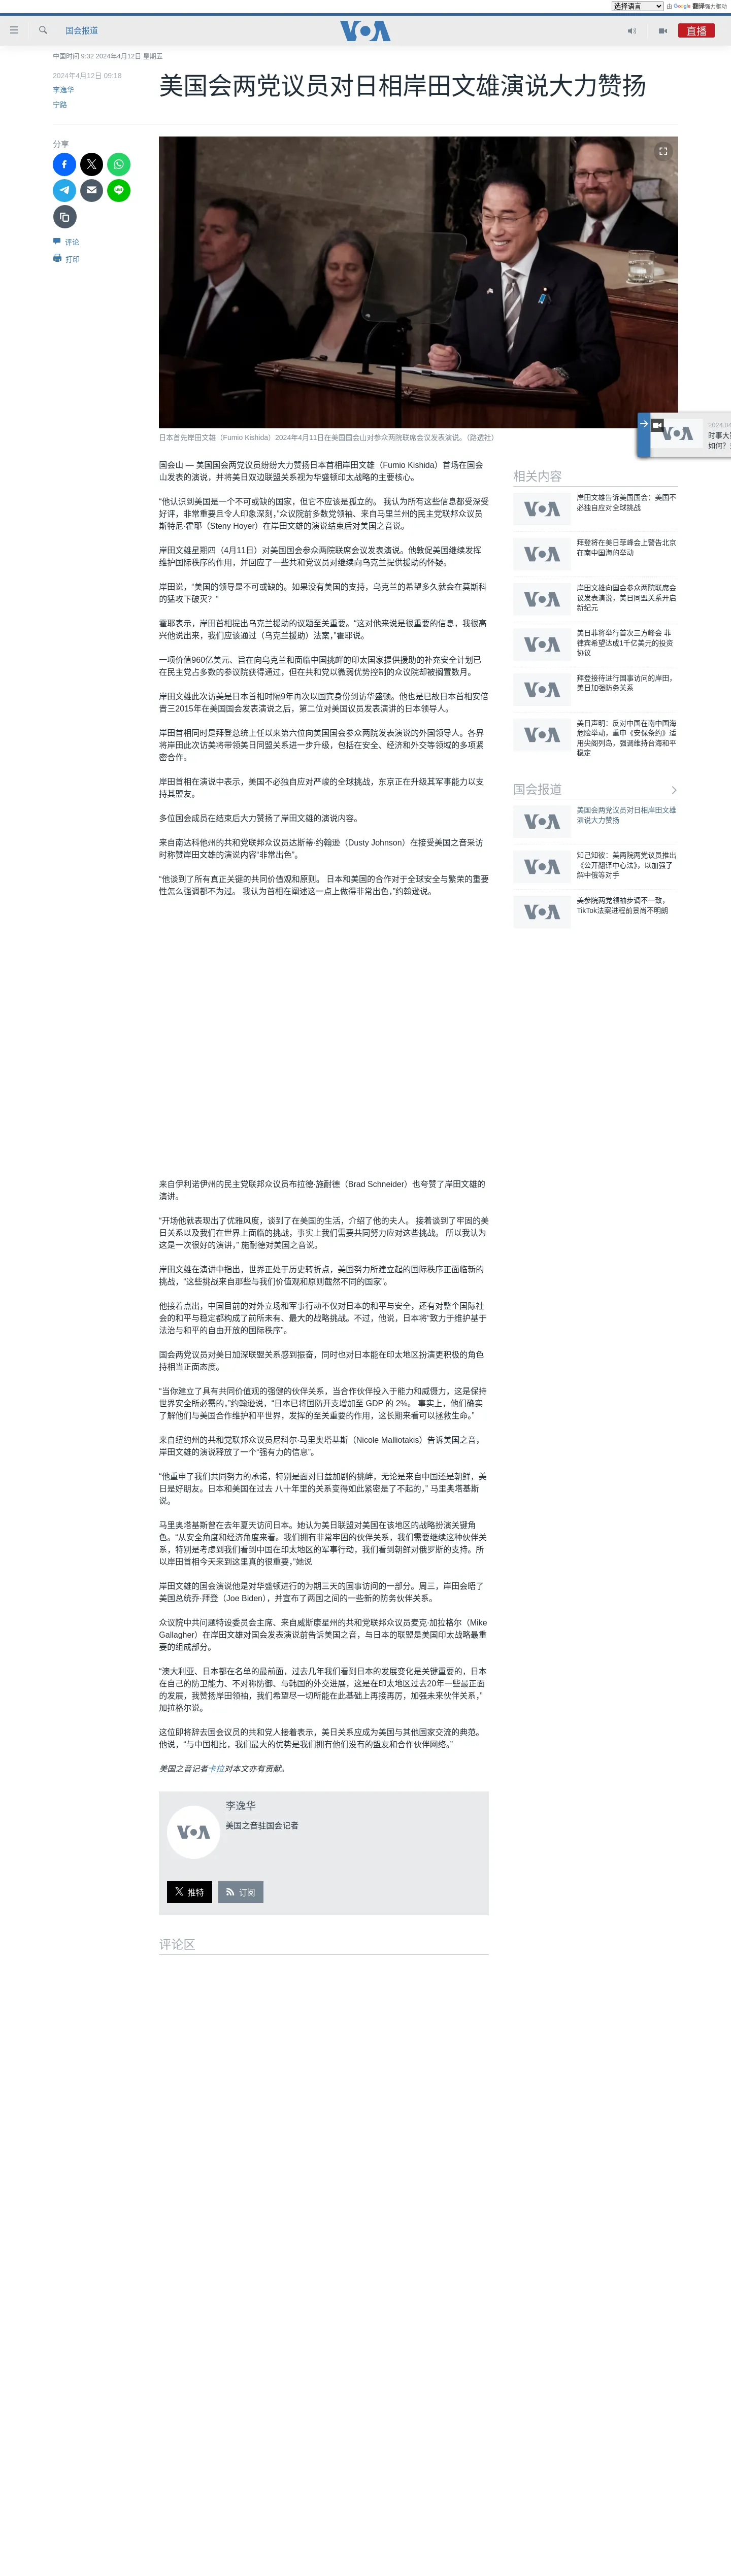 选择语言 由 Google 翻译强力驱动
国会报道
VOA
直播
中国时间 9:32 2024年4月12日 星期五
2024年4月12日 09:18
李逸华
宁路
美国会两党议员对日相岸田文雄演说大力赞扬
分享
评论
打印
日本首先岸田文雄（Fumio Kishida）2024年4月11日在美国国会山对参众两院联席会议发表演说。（路透社）
2024.04
时事大
如何？
国会山 — 美国国会两党议员纷纷大力赞扬日本首相岸田文雄（Fumio Kishida）首场在国会
山发表的演说，并将美日双边联盟关系视为华盛顿印太战略的主要核心。
“他认识到美国是一个不可或缺的国家，但它不应该是孤立的。 我认为所有这些信息都受深受
好评，非常重要且令人印象深刻，”众议院前多数党领袖、来自马里兰州的民主党联邦众议员
斯特尼·霍耶（Steny Hoyer）在岸田文雄的演说结束后对美国之音说。
岸田文雄星期四（4月11日）对美国国会参众两院联席会议发表演说。他敦促美国继续发挥
维护国际秩序的作用，并回应了一些共和党议员对继续向乌克兰提供援助的怀疑。
岸田说，“美国的领导是不可或缺的。如果没有美国的支持，乌克兰的希望多久就会在莫斯科
的猛攻下破灭？”
霍耶表示，岸田首相提出乌克兰援助的议题至关重要。“这对他来说是很重要的信息，我很高
兴他说出来，我们应该通过（乌克兰援助）法案，”霍耶说。
一项价值960亿美元、旨在向乌克兰和面临中国挑衅的印太国家提供援助的补充安全计划已
在民主党占多数的参议院获得通过，但在共和党以微弱优势控制的众议院却被搁置数月。
岸田文雄此次访美是日本首相时隔9年再次以国宾身份到访华盛顿。他也是已故日本首相安倍
晋三2015年在美国国会发表演说之后，第二位对美国议员发表演讲的日本领导人。
岸田首相同时是拜登总统上任以来第六位向美国国会参众两院发表演说的外国领导人。各界
将岸田此次访美将带领美日同盟关系进一步升级，包括在安全、经济和外交等领域的多项紧
密合作。
岸田首相在演说中表示，美国不必独自应对严峻的全球挑战，东京正在升级其军事能力以支
持其盟友。
多位国会成员在结束后大力赞扬了岸田文雄的演说内容。
来自南达科他州的共和党联邦众议员达斯蒂·约翰逊（Dusty Johnson）在接受美国之音采访
时称赞岸田文雄的演说内容“非常出色”。
“他谈到了所有真正关键的共同价值观和原则。 日本和美国的合作对于全球安全与繁荣的重要
性怎么强调都不为过。 我认为首相在阐述这一点上做得非常出色，”约翰逊说。
来自伊利诺伊州的民主党联邦众议员布拉德·施耐德（Brad Schneider）也夸赞了岸田文雄的
演讲。
“开场他就表现出了优雅风度，谈到了在美国的生活，介绍了他的夫人。 接着谈到了牢固的美
日关系以及我们在世界上面临的挑战，事实上我们需要共同努力应对这些挑战。 所以我认为
这是一次很好的演讲，” 施耐德对美国之音说。
岸田文雄在演讲中指出，世界正处于历史转折点，美国努力所建立起的国际秩序正面临新的
挑战，“这些挑战来自那些与我们价值观和原则截然不同的国家”。
他接着点出，中国目前的对外立场和军事行动不仅对日本的和平与安全，还有对整个国际社
会的和平与稳定都构成了前所未有、最大的战略挑战。不过，他说，日本将“致力于维护基于
法治与和平的自由开放的国际秩序”。
国会两党议员对美日加深联盟关系感到振奋，同时也对日本能在印太地区扮演更积极的角色
持相当正面态度。
“当你建立了具有共同价值观的强健的伙伴关系，当合作伙伴投入于能力和威慑力，这是保持
世界安全所必需的，”约翰逊说，“日本已将国防开支增加至 GDP 的 2%。 事实上，他们确实
了解他们与美国合作维护和平世界，发挥的至关重要的作用，这长期来看可以拯救生命。”
来自纽约州的共和党联邦众议员尼科尔·马里奥塔基斯（Nicole Malliotakis）告诉美国之音，
岸田文雄的演说释放了一个“强有力的信息”。
“他重申了我们共同努力的承诺，特别是面对日益加剧的挑衅，无论是来自中国还是朝鲜，美
日是好朋友。日本和美国在过去 八十年里的关系变得如此紧密是了不起的，” 马里奥塔基斯
说。
马里奥塔基斯曾在去年夏天访问日本。她认为美日联盟对美国在该地区的战略扮演关键角
色。“从安全角度和经济角度来看。我们拥有非常牢固的伙伴关系，我们需要继续这种伙伴关
系，特别是考虑到我们看到中国在印太地区的军事行动，我们看到朝鲜对俄罗斯的支持。所
以岸田首相今天来到这里真的很重要，”她说
岸田文雄的国会演说他是对华盛顿进行的为期三天的国事访问的一部分。周三，岸田会晤了
美国总统乔·拜登（Joe Biden），并宣布了两国之间的一些新的防务伙伴关系。
众议院中共问题特设委员会主席、来自威斯康星州的共和党联邦众议员麦克·加拉格尔（Mike
Gallagher）在岸田文雄对国会发表演说前告诉美国之音，与日本的联盟是美国印太战略最重
要的组成部分。
“澳大利亚、日本都在名单的最前面，过去几年我们看到日本的发展变化是关键重要的，日本
在自己的防卫能力、不对称防御、与韩国的外交进展，这是在印太地区过去20年一些最正面
的发展，我赞扬岸田领袖，我们希望尽一切所能在此基础上再接再厉，加强未来伙伴关系，”
加拉格尔说。
这位即将辞去国会议员的共和党人接着表示，美日关系应成为美国与其他国家交流的典范。
他说，“与中国相比，我们最大的优势是我们拥有他们没有的盟友和合作伙伴网络。”
美国之音记者卡拉对本文亦有贡献。
VOA
李逸华
美国之音驻国会记者
推特
订阅
评论区
相关内容
VOA
岸田文雄告诉美国国会：美国不
必独自应对全球挑战
VOA
拜登将在美日菲峰会上警告北京
在南中国海的举动
VOA
岸田文雄向国会参众两院联席会
议发表演说，美日同盟关系开启
新纪元
VOA
美日菲将举行首次三方峰会 菲
律宾希望达成1千亿美元的投资
协议
VOA
拜登接待进行国事访问的岸田，
美日加强防务关系
VOA
美日声明：反对中国在南中国海
危险举动，重申《安保条约》适
用尖阁列岛，强调维持台海和平
稳定
国会报道
VOA
美国会两党议员对日相岸田文雄
演说大力赞扬
VOA
知己知彼：美两院两党议员推出
《公开翻译中心法》，以加强了
解中俄等对手
VOA
美参院两党领袖步调不一致，
TikTok法案进程前景尚不明朗